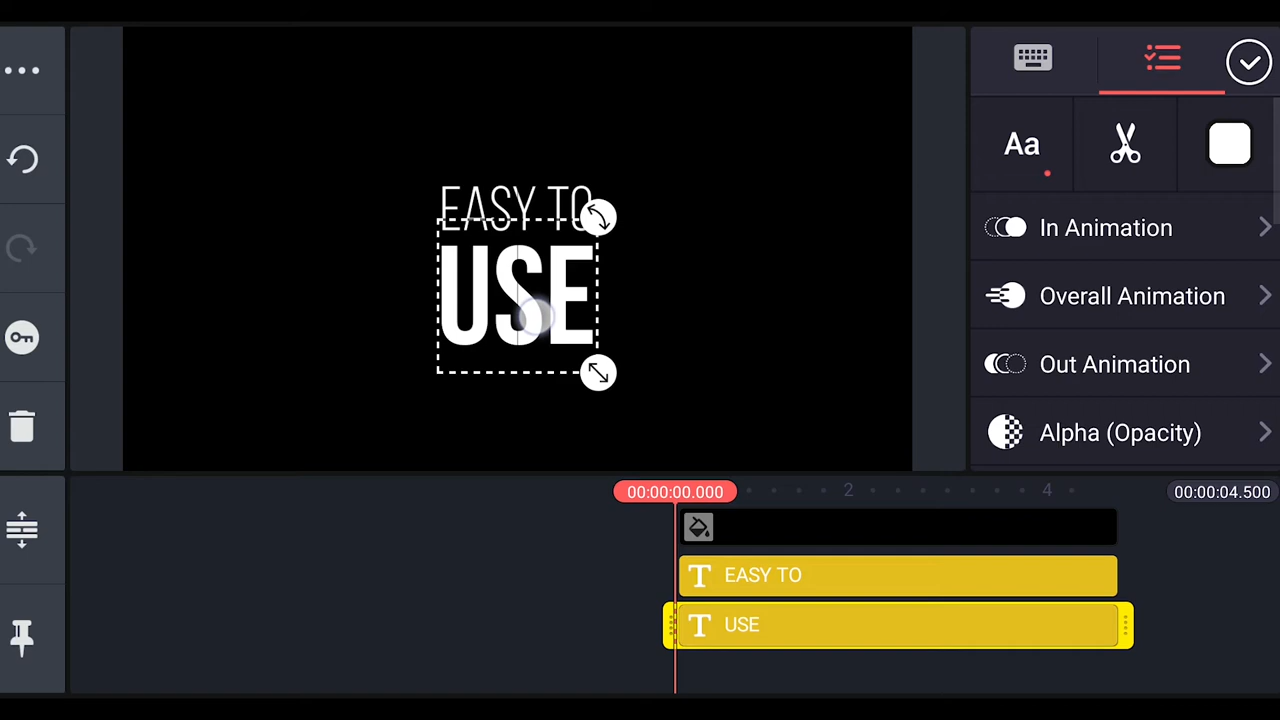 EASY TO
USE
Aa
In Animation
Overall Animation
Out Animation
Alpha (Opacity)
00:00:00.000
2
4
00:00:04.500
T EASY TO
T USE